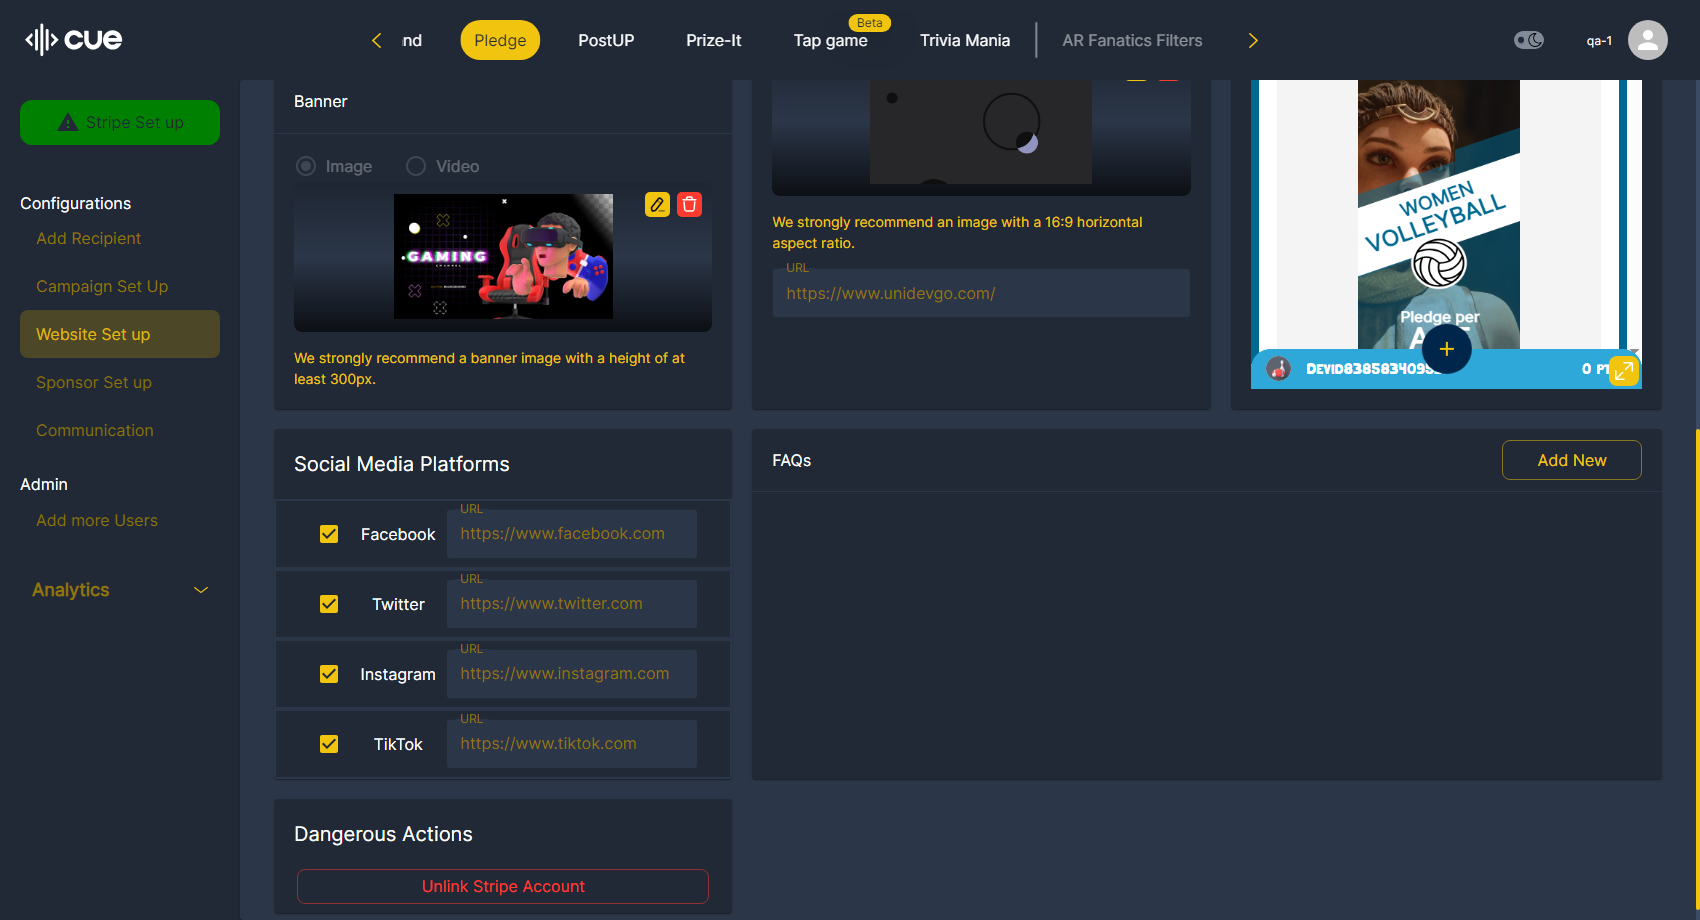 cue
nd
Pledge
PostUP
Prize-It
Tap game
Beta
Trivia Mania
AR Fanatics Filters
qa-1
Stripe Set up
Configurations
Add Recipient
Campaign Set Up
Website Set up
Sponsor Set up
Communication
Admin
Add more Users
Analytics
Banner
Image
Video
GAMING
We strongly recommend a banner image with a height of at
least 300px.
We strongly recommend an image with a 16:9 horizontal
aspect ratio.
URL
https://www.unidevgo.com/
WOMEN
VOLLEYBALL
Pledge per
0 PT
Social Media Platforms
Facebook
URL
https://www.facebook.com
Twitter
URL
https://www.twitter.com
Instagram
URL
https://www.instagram.com
TikTok
URL
https://www.tiktok.com
FAQs
Add New
Dangerous Actions
Unlink Stripe Account